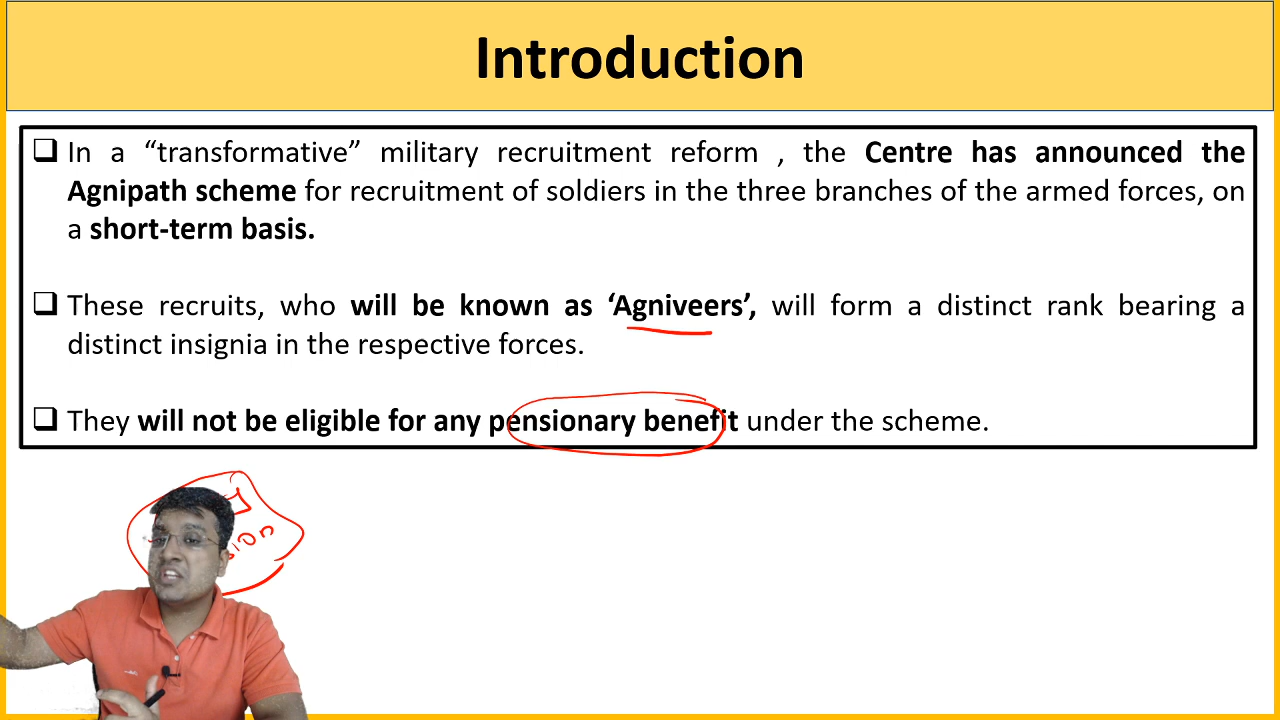 Introduction
❑ In a “transformative” military recruitment reform , the Centre has announced the
Agnipath scheme for recruitment of soldiers in the three branches of the armed forces, on
a short-term basis.
❑ These recruits, who will be known as ‘Agniveers’, will form a distinct rank bearing a
distinct insignia in the respective forces.
❑ They will not be eligible for any pensionary benefit under the scheme.